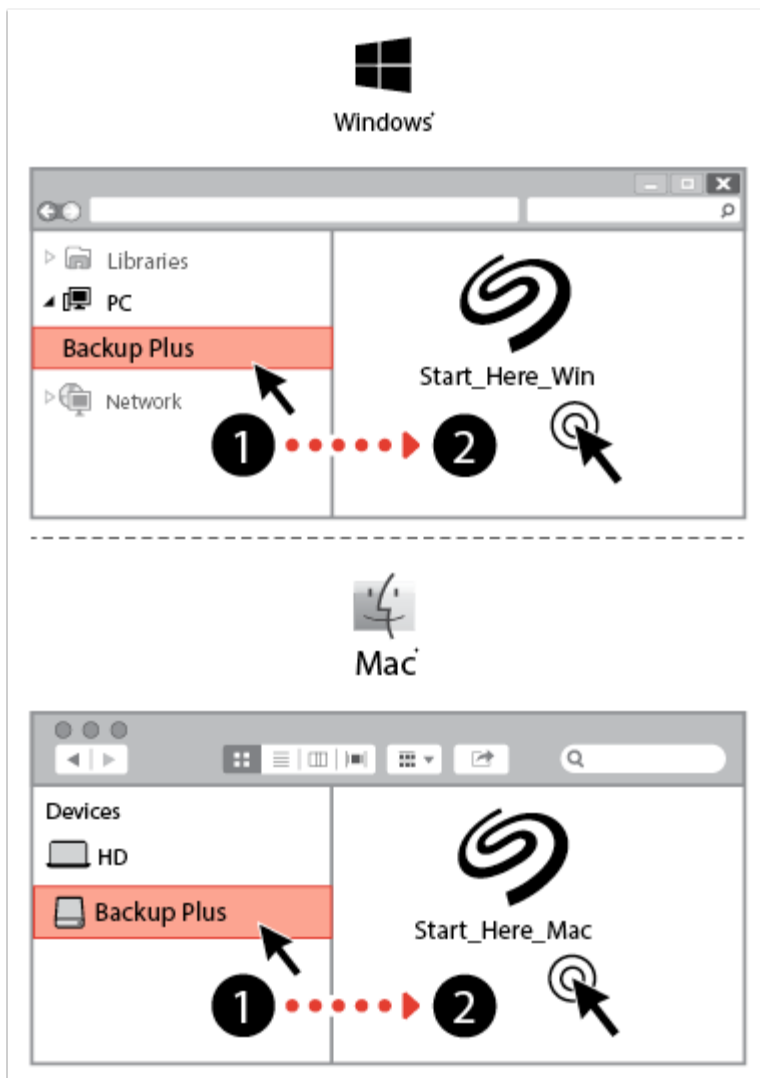 Windows*
Libraries
PC
Backup Plus
Network
Start_Here_Win
1
2
Mac*
Devices
HD
Backup Plus
Start_Here_Mac
1
2